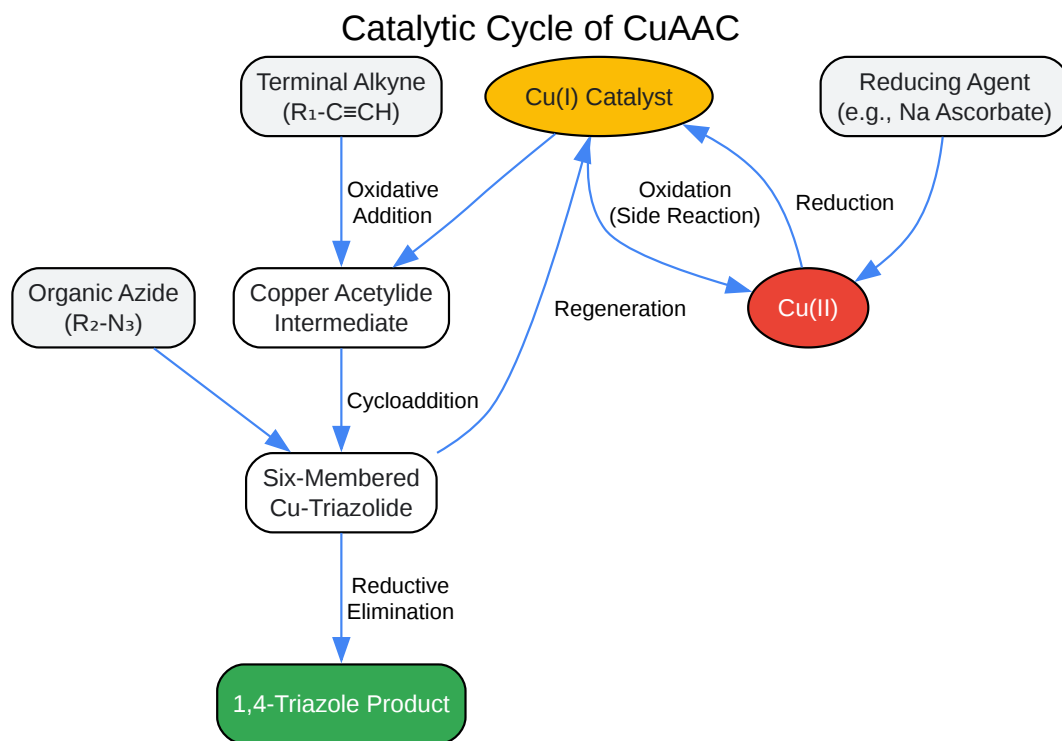 Catalytic Cycle of CuAAC
Terminal Alkyne
(R₁-C≡CH)
Cu(I) Catalyst
Reducing Agent
(e.g., Na Ascorbate)
Oxidative
Addition
Oxidation
(Side Reaction)
Reduction
Organic Azide
(R₂-N₃)
Copper Acetylide
Intermediate
Regeneration
Cu(II)
Cycloaddition
Six-Membered
Cu-Triazolide
Reductive
Elimination
1,4-Triazole Product